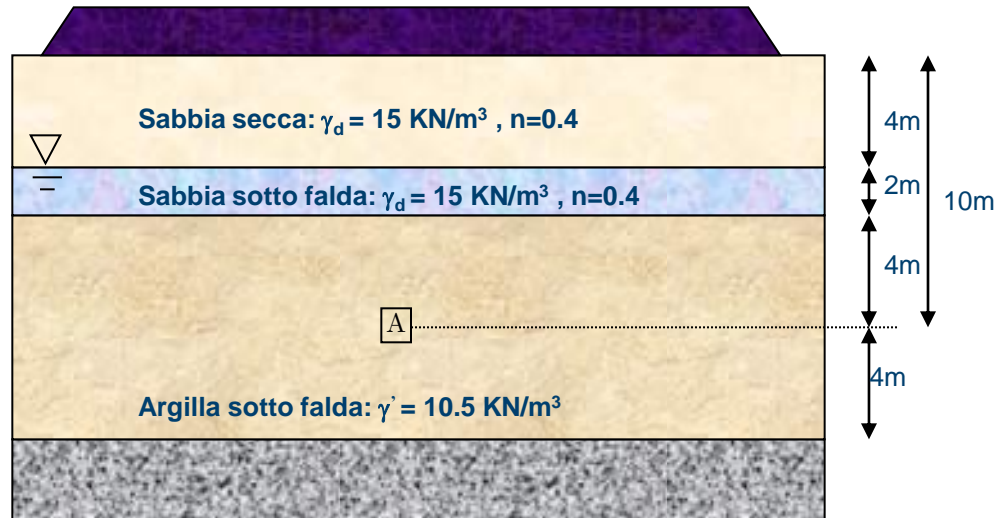 Sabbia secca: γd = 15 KN/m³ , n=0.4
4m
Sabbia sotto falda: γd = 15 KN/m³ , n=0.4
2m
10m
4m
A
4m
Argilla sotto falda: γ' = 10.5 KN/m³